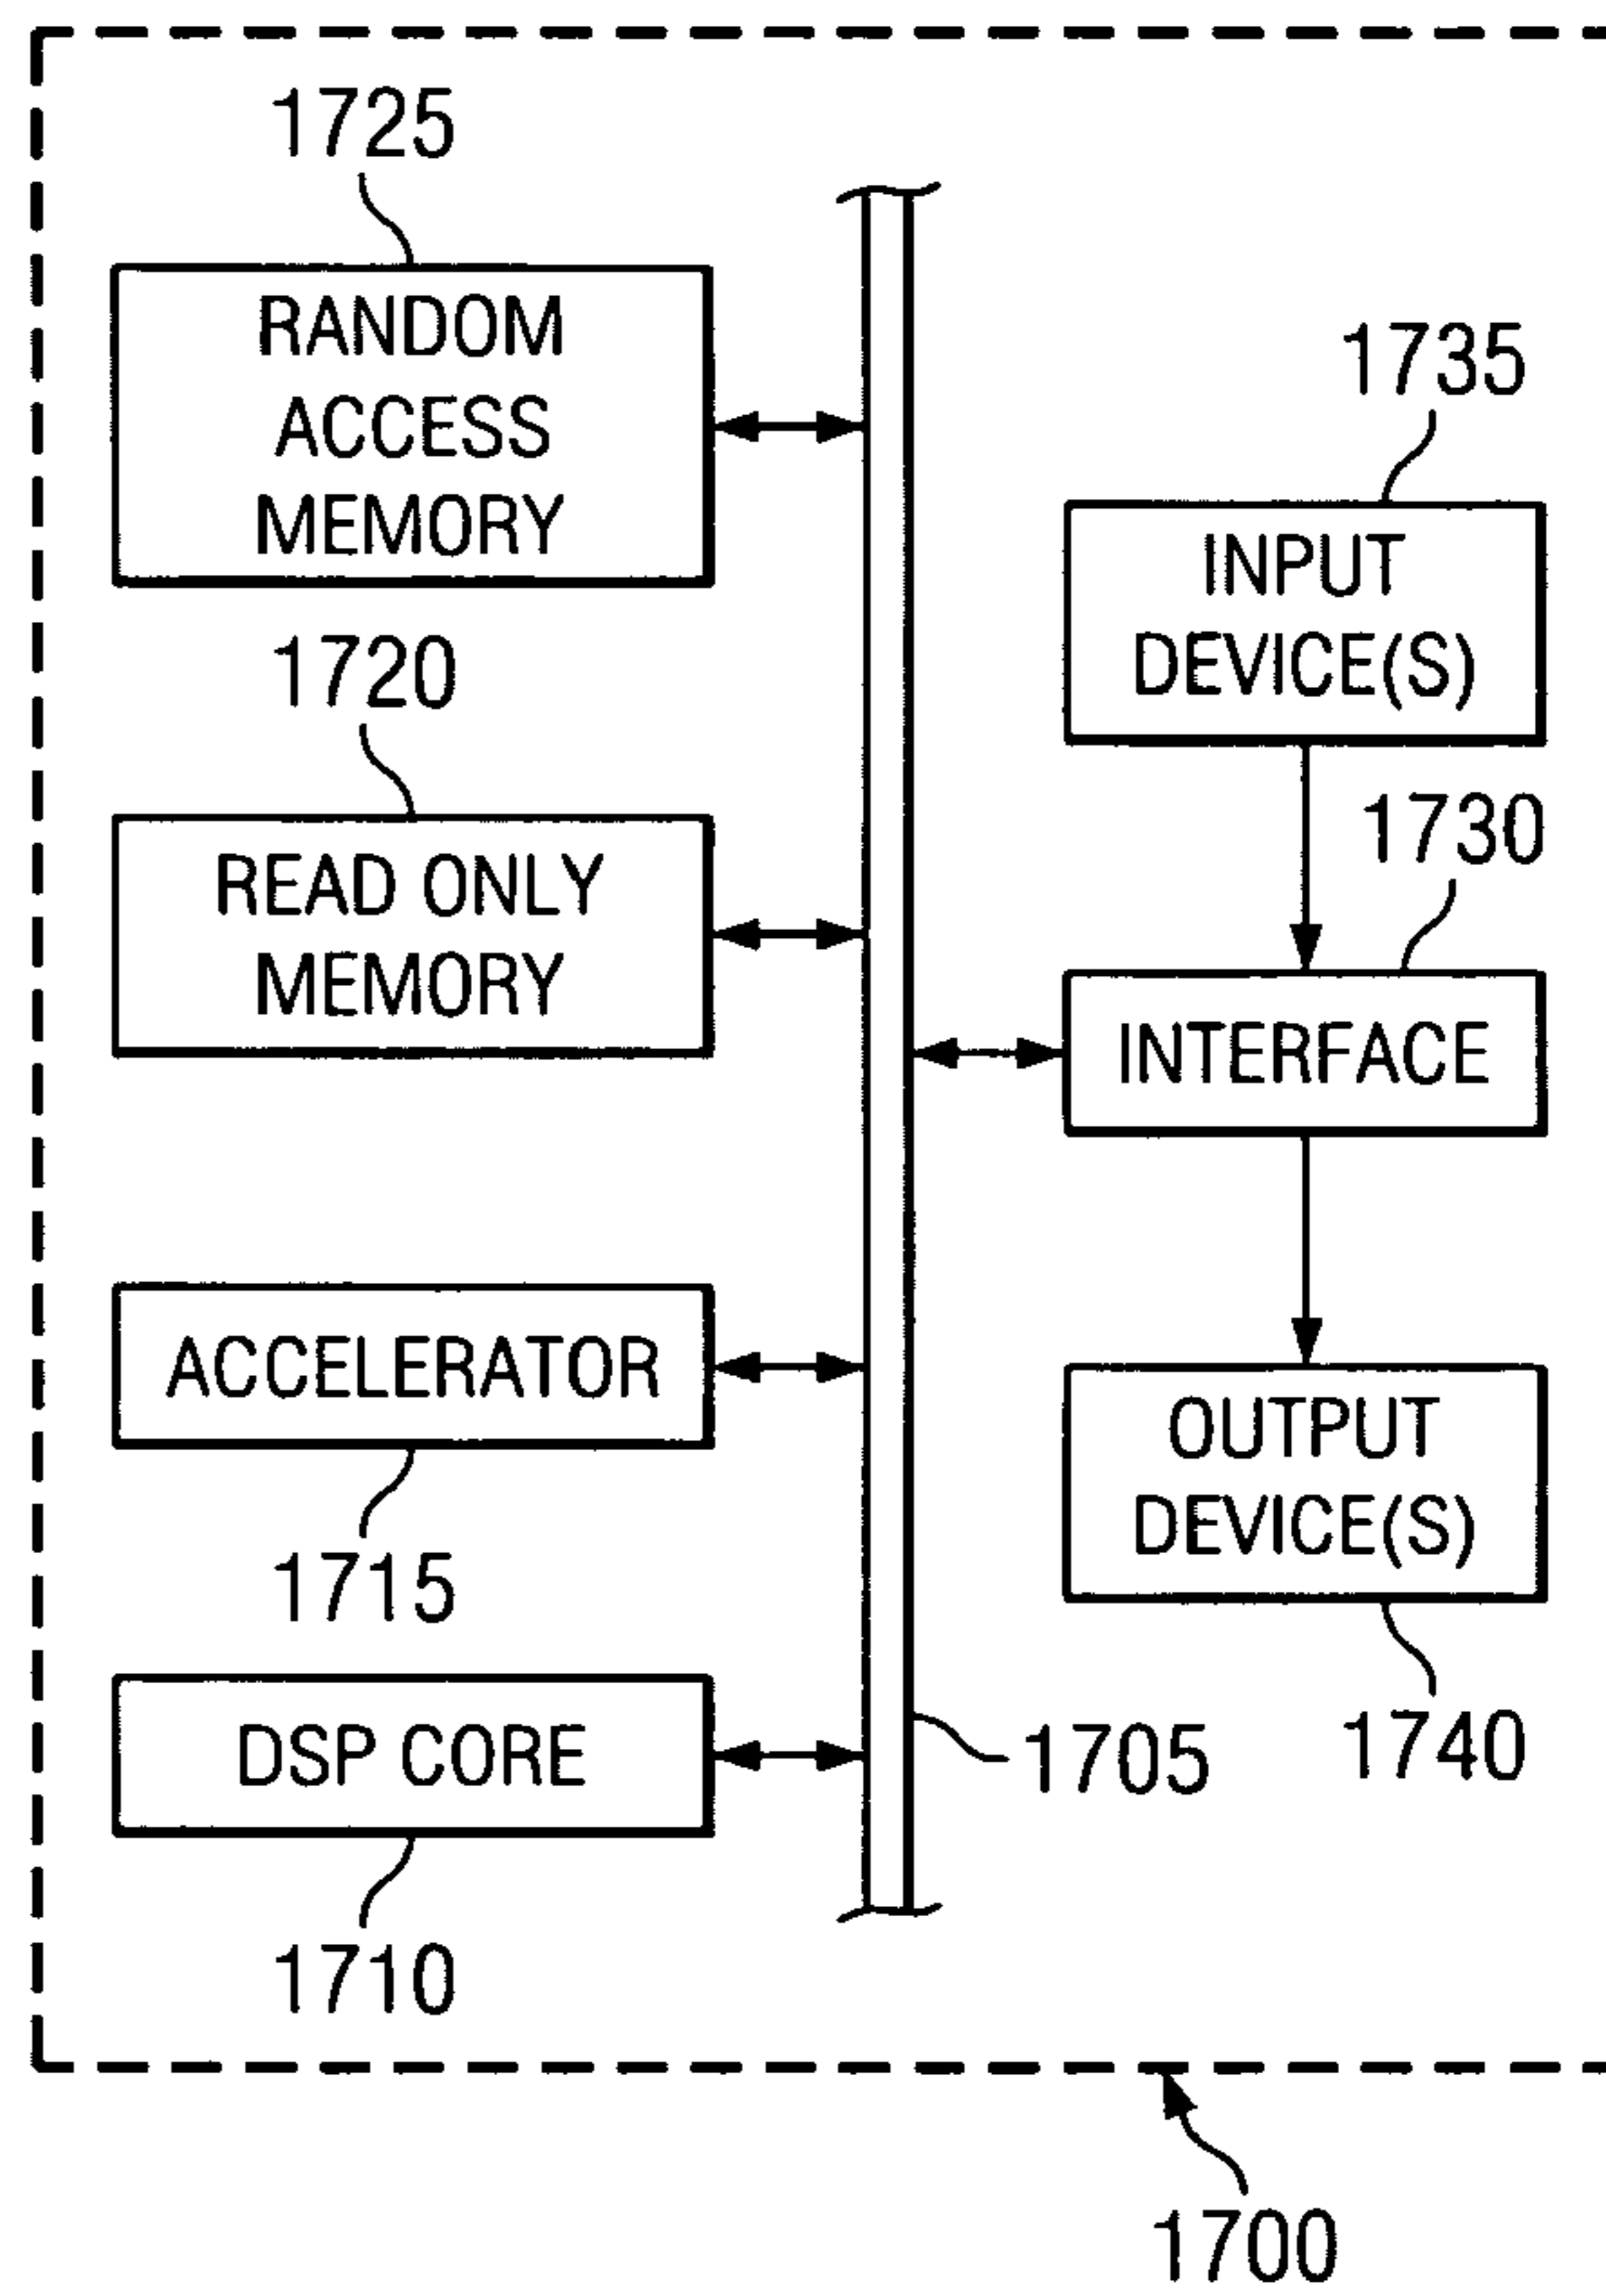 1725
RANDOM
ACCESS
MEMORY
1720
READ ONLY
MEMORY
ACCELERATOR
1715
DSP CORE
1710
1735
INPUT
DEVICE(S)
1730
INTERFACE
OUTPUT
DEVICE(S)
1740
1705
1700